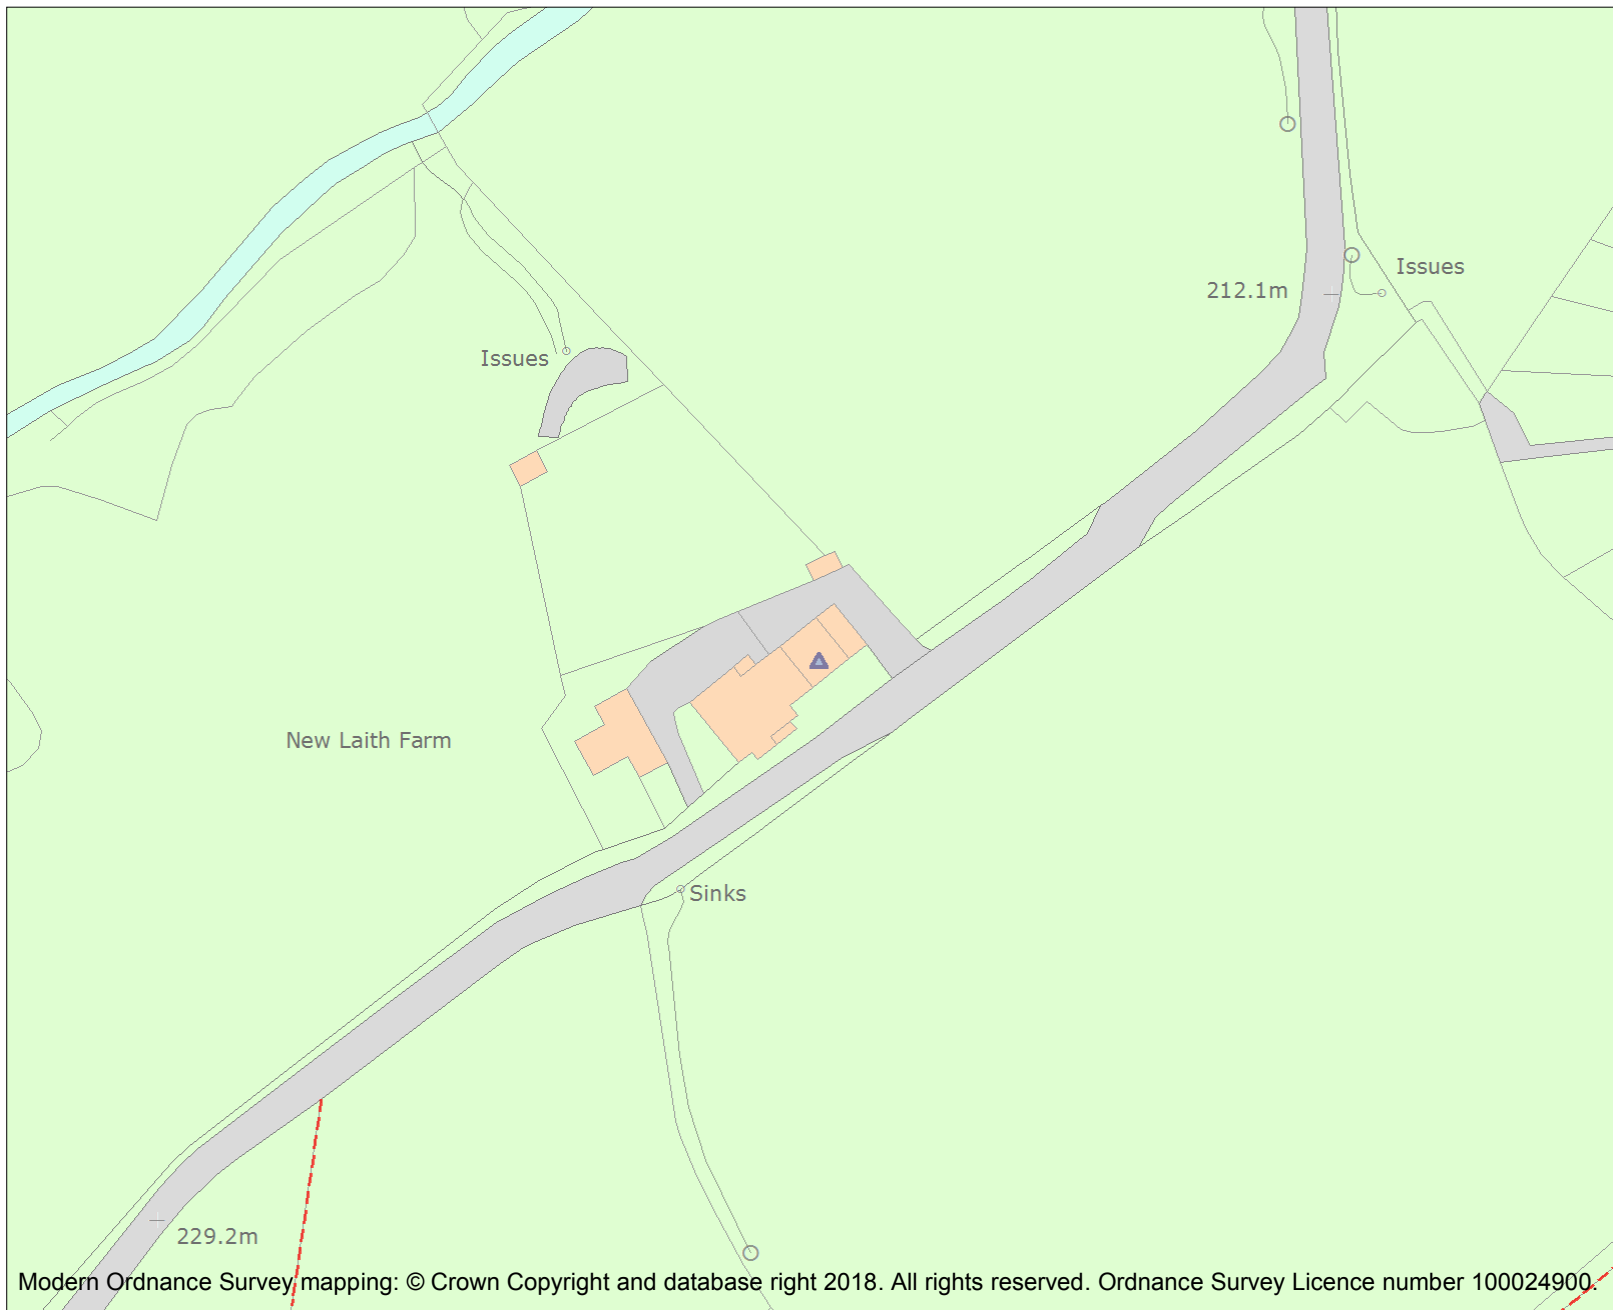 Issues
212.1m
Issues
New Laith Farm
Sinks
229.2m
Modern Ordnance Survey mapping: © Crown Copyright and database right 2018. All rights reserved. Ordnance Survey Licence number 100024900.